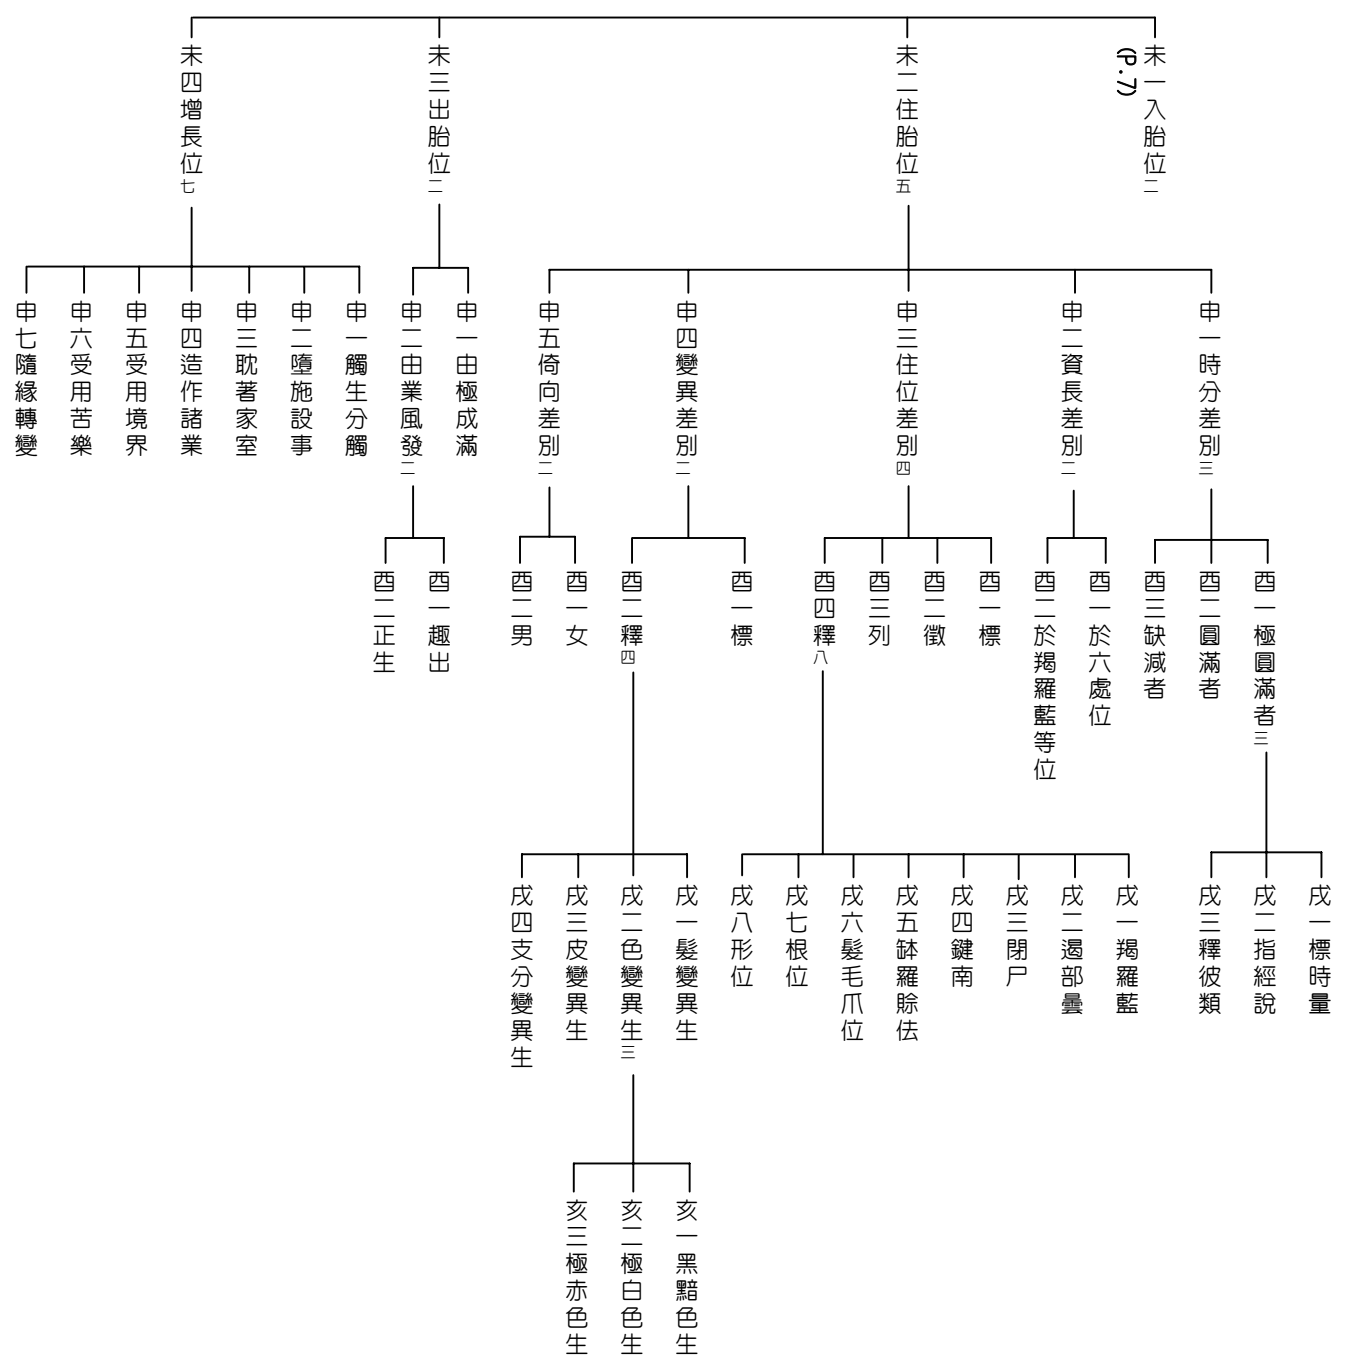 未一入胎位二
(P.7)
未二住胎位五
未三出胎位二
未四增長位七
申一時分差別三
申二資長差別二
申三住位差別四
申四變異差別二
申五倚向差別二
申一由極成滿
申二由業風發二
申一觸生分觸
申二墮施設事
申三耽著家室
申四造作諸業
申五受用境界
申六受用苦樂
申七隨緣轉變
酉一極圓滿者三
酉二圓滿者
酉三缺減者
酉一於六處位
酉二於羯羅藍等位
酉一標
酉二徵
酉三列
酉四釋八
酉一標
酉二釋四
酉一女
酉二男
酉一趣出
酉二正生
戌一標時量
戌二指經說
戌三釋彼類
戌一羯羅藍
戌二遏部曇
戌三閉尸
戌四鍵南
戌五缽羅賒佉
戌六髮毛爪位
戌七根位
戌八形位
戌一髮變異生
戌二色變異生三
戌三皮變異生
戌四支分變異生
亥一黑黯色生
亥二極白色生
亥三極赤色生